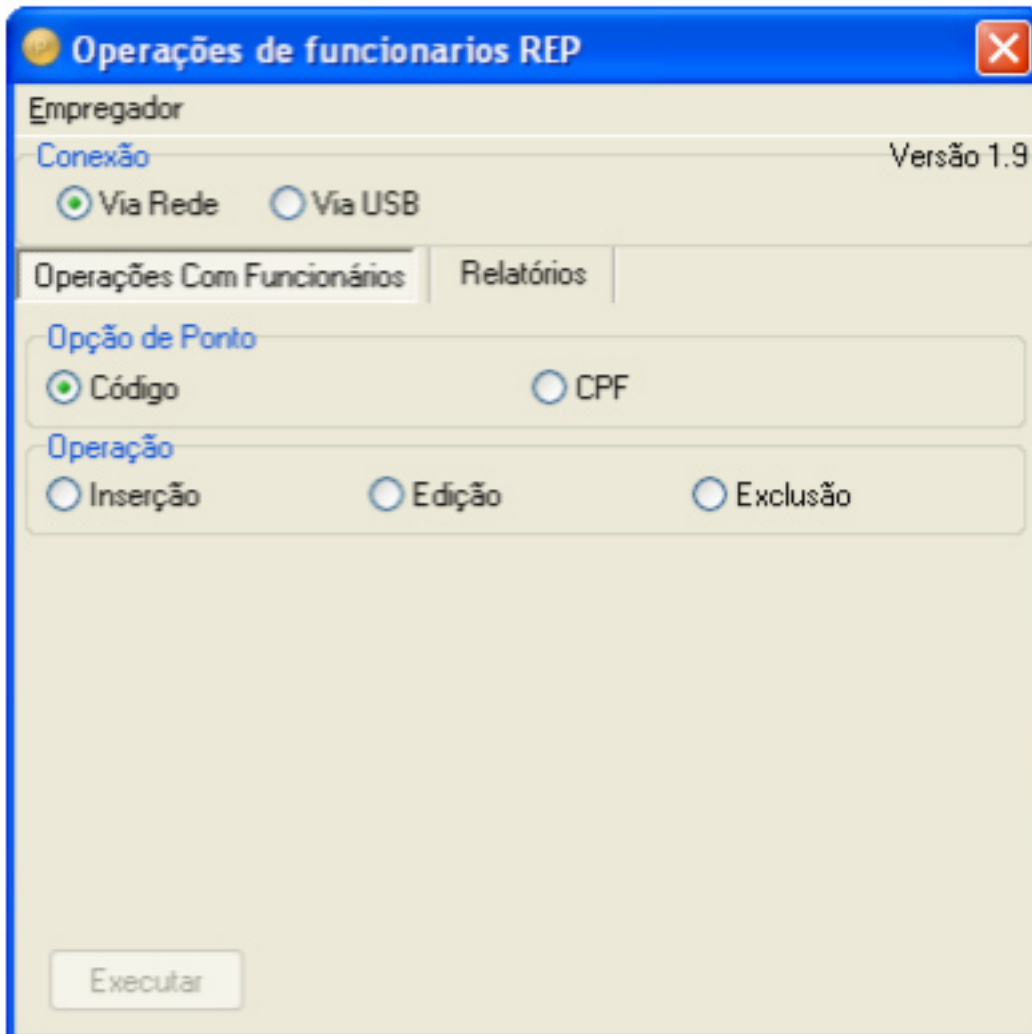 Operações de funcionarios REP
Empregador
Conexão Versão 1.9
Via Rede Via USB
Operações Com Funcionários Relatórios
Opção de Ponto
Código CPF
Operação
Inserção Edição Exclusão
Executar